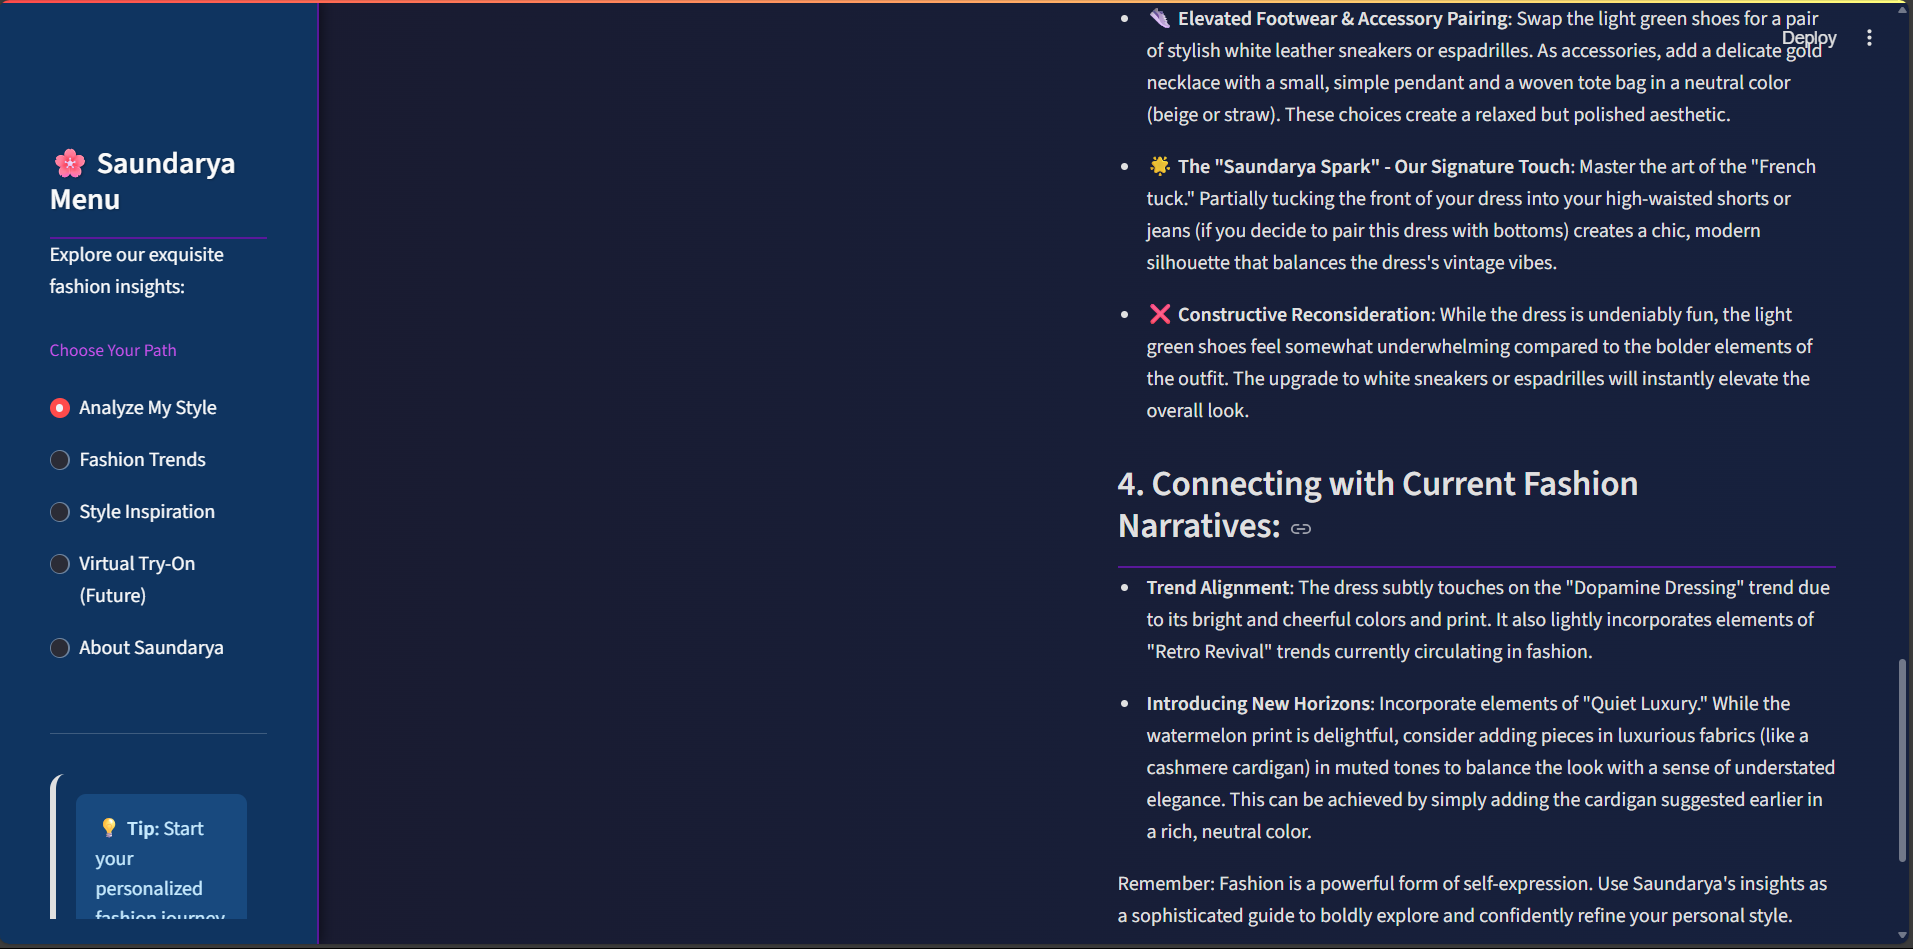 🌸 Saundarya
Menu
Explore our exquisite
fashion insights:
Choose Your Path
Analyze My Style
Fashion Trends
Style Inspiration
Virtual Try-On
(Future)
About Saundarya
💡 Tip: Start
your
personalized
fashion journey
Deploy
• 👟 Elevated Footwear & Accessory Pairing: Swap the light green shoes for a pair
of stylish white leather sneakers or espadrilles. As accessories, add a delicate gold
necklace with a small, simple pendant and a woven tote bag in a neutral color
(beige or straw). These choices create a relaxed but polished aesthetic.
• 🌟 The "Saundarya Spark" - Our Signature Touch: Master the art of the "French
tuck." Partially tucking the front of your dress into your high-waisted shorts or
jeans (if you decide to pair this dress with bottoms) creates a chic, modern
silhouette that balances the dress's vintage vibes.
• ❌ Constructive Reconsideration: While the dress is undeniably fun, the light
green shoes feel somewhat underwhelming compared to the bolder elements of
the outfit. The upgrade to white sneakers or espadrilles will instantly elevate the
overall look.
4. Connecting with Current Fashion
Narratives:
• Trend Alignment: The dress subtly touches on the "Dopamine Dressing" trend due
to its bright and cheerful colors and print. It also lightly incorporates elements of
"Retro Revival" trends currently circulating in fashion.
• Introducing New Horizons: Incorporate elements of "Quiet Luxury." While the
watermelon print is delightful, consider adding pieces in luxurious fabrics (like a
cashmere cardigan) in muted tones to balance the look with a sense of understated
elegance. This can be achieved by simply adding the cardigan suggested earlier in
a rich, neutral color.
Remember: Fashion is a powerful form of self-expression. Use Saundarya's insights as
a sophisticated guide to boldly explore and confidently refine your personal style.